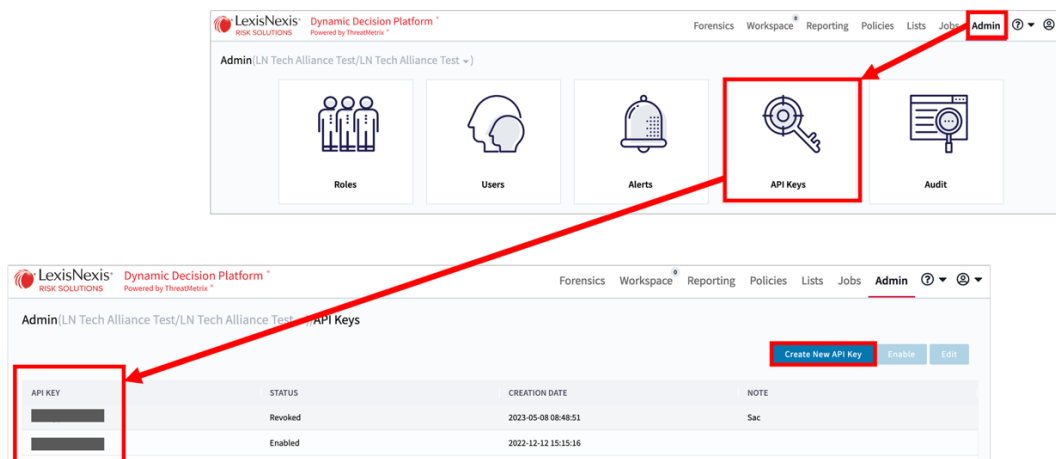 LexisNexis® Dynamic Decision Platform ®
RISK SOLUTIONS Powered by ThreatMetrix ®
Forensics Workspace 0 Reporting Policies Lists Jobs Admin
Admin(LN Tech Alliance Test/LN Tech Alliance Test)
Roles Users Alerts API Keys Audit
LexisNexis® Dynamic Decision Platform ®
RISK SOLUTIONS Powered by ThreatMetrix ®
Forensics Workspace 0 Reporting Policies Lists Jobs Admin
Admin(LN Tech Alliance Test/LN Tech Alliance Test )/API Keys
Create New API Key Enable Edit
API KEY STATUS CREATION DATE NOTE
Revoked 2023-05-08 08:48:51 Sac
Enabled 2022-12-12 15:15:16